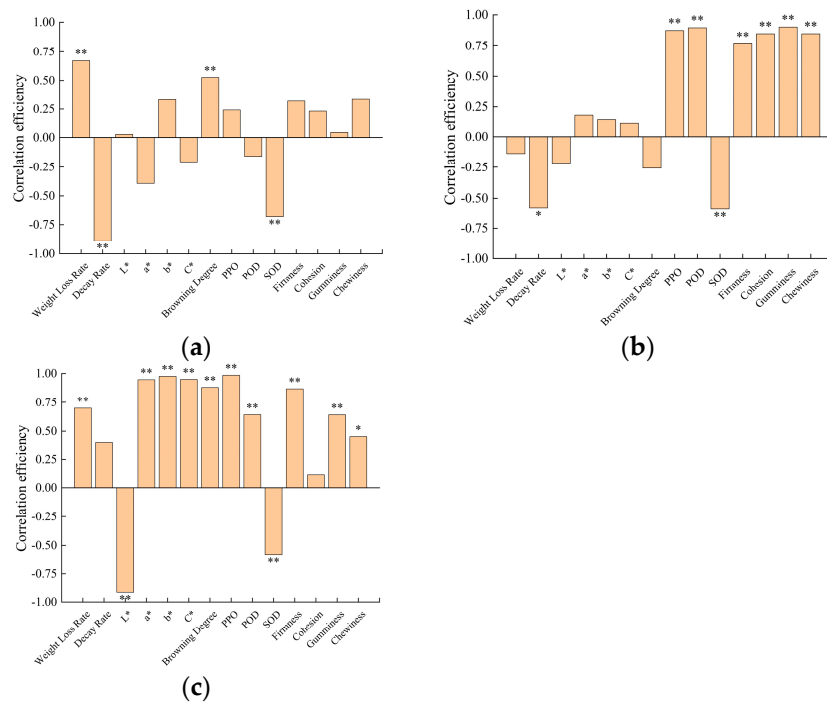 1.00
0.75
0.50
0.25
0.00
-0.25
-0.50
-0.75
-1.00
Correlation efficiency
**
**
**
**
Weight Loss Rate
Decay Rate
L*
a*
b*
C*
Browning Degree
PPO
POD
SOD
Firmness
Cohesion
Gumminess
Chewiness
(a)
1.00
0.75
0.50
0.25
0.00
-0.25
-0.50
-0.75
-1.00
Correlation efficiency
*
**
**
**
**
**
**
**
Weight Loss Rate
Decay Rate
L*
a*
b*
C*
Browning Degree
PPO
POD
SOD
Firmness
Cohesion
Gumminess
Chewiness
(b)
1.00
0.75
0.50
0.25
0.00
-0.25
-0.50
-0.75
-1.00
Correlation efficiency
**
**
**
**
**
**
**
**
**
**
**
*
Weight Loss Rate
Decay Rate
L*
a*
b*
C*
Browning Degree
PPO
POD
SOD
Firmness
Cohesion
Gumminess
Chewiness
(c)